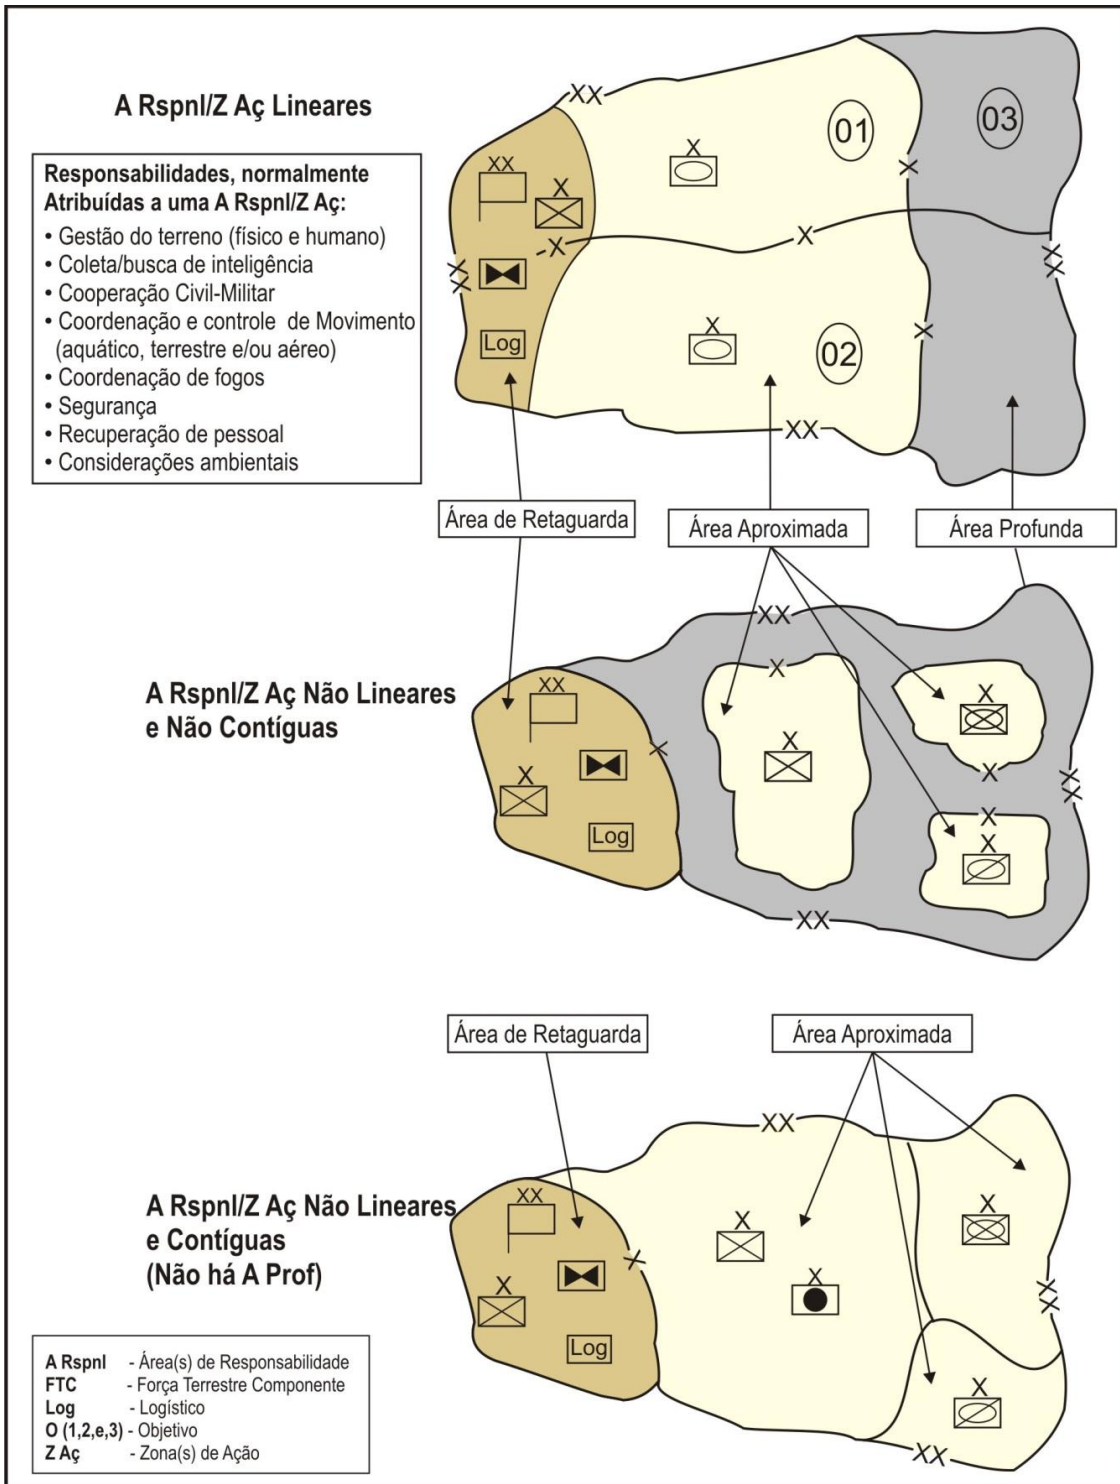 A Rspnl/Z Aç Lineares
Responsabilidades, normalmente
Atribuídas a uma A Rspnl/Z Aç:
• Gestão do terreno (físico e humano)
• Coleta/busca de inteligência
• Cooperação Civil-Militar
• Coordenação e controle de Movimento
(aquático, terrestre e/ou aéreo)
• Coordenação de fogos
• Segurança
• Recuperação de pessoal
• Considerações ambientais
XX
01
03
X
X
XX
X
XX
X
X
X
Log
X
02
X
XX
XX
Área de Retaguarda
Área Aproximada
Área Profunda
A Rspnl/Z Aç Não Lineares
e Não Contíguas
XX
X
XX
X
X
X
X
X
XX
X
X
Log
XX
Área de Retaguarda
Área Aproximada
A Rspnl/Z Aç Não Lineares
e Contíguas
(Não há A Prof)
XX
XX
X
X
X
X
X
XX
Log
X
XX
A Rspnl - Área(s) de Responsabilidade
FTC - Força Terrestre Componente
Log - Logístico
O (1,2,e,3) - Objetivo
Z Aç - Zona(s) de Ação